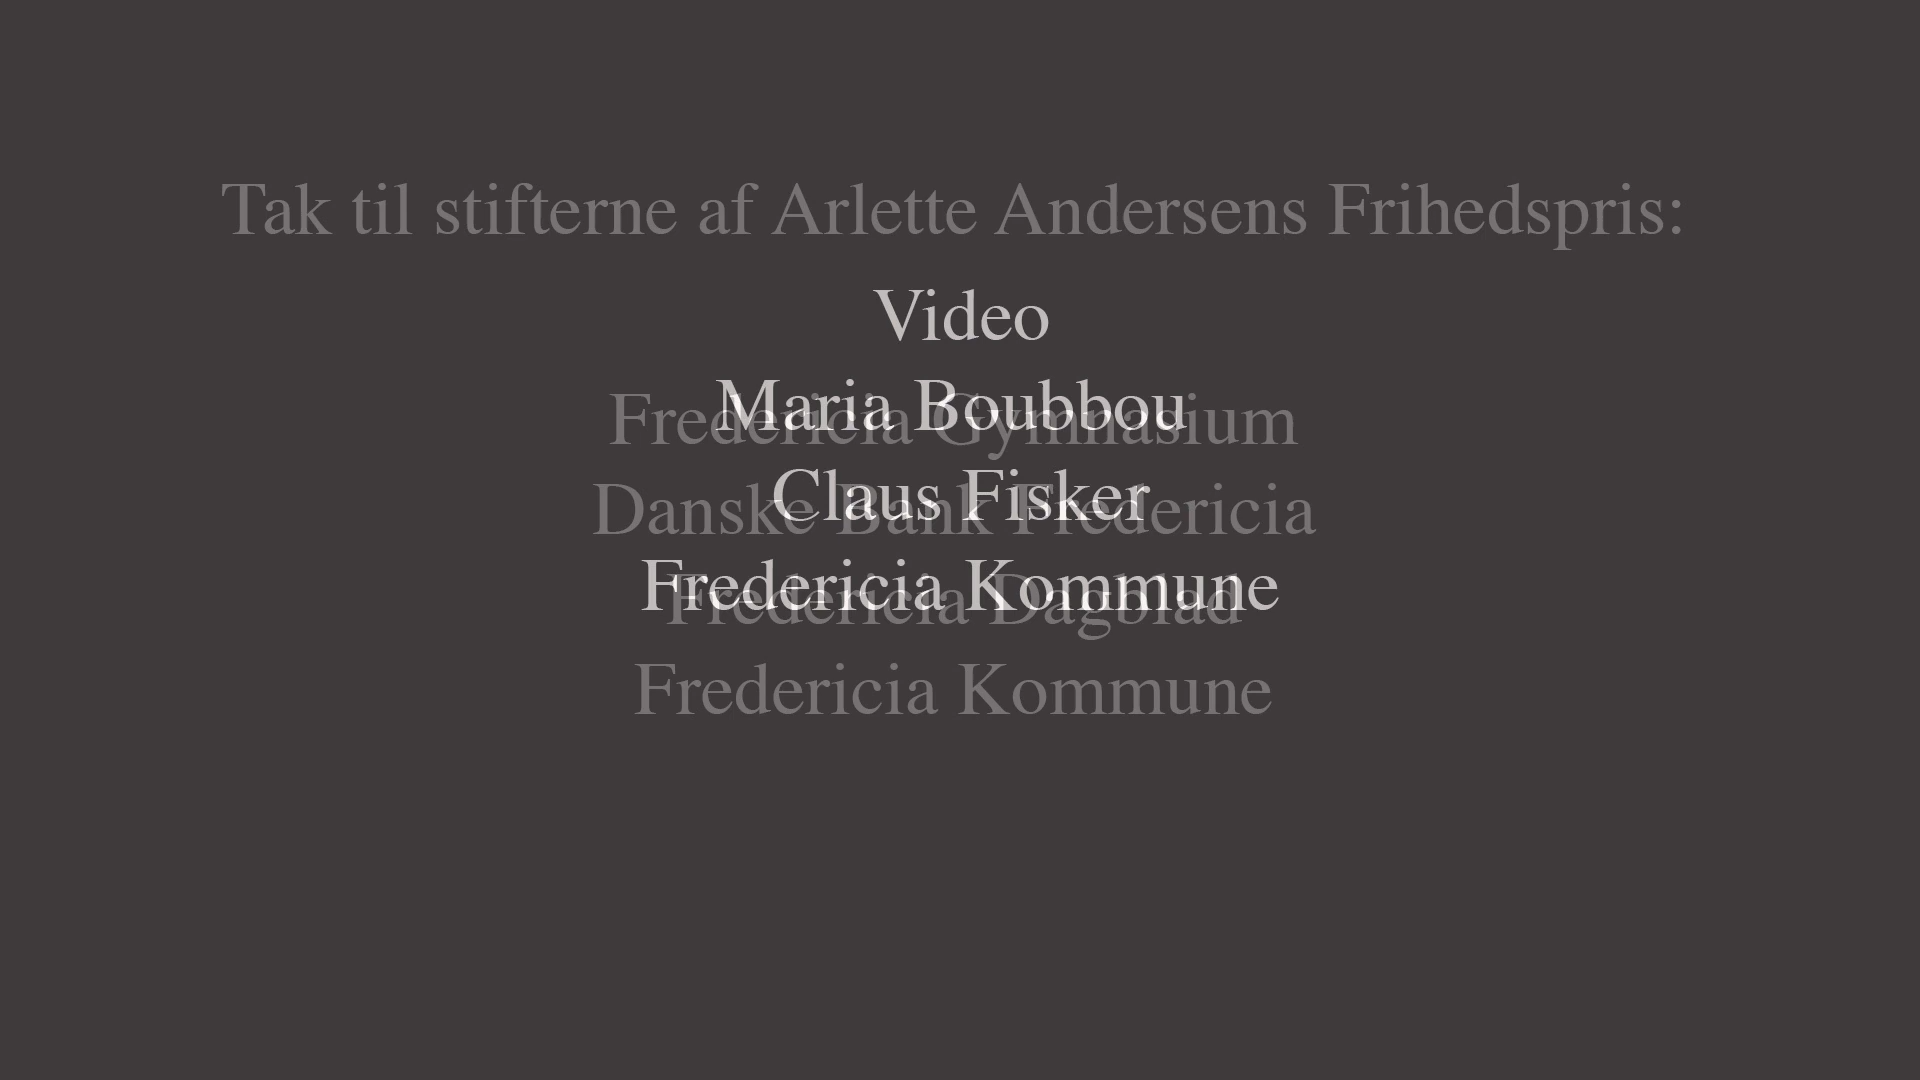 Tak til stifterne af Arlette Andersens Frihedspris:
Video
Maria Boubbou
Fredericia Gymnasium
Claus Fisker
Danske Bank Fredericia
Fredericia Kommune
Fredericia Dagblad
Fredericia Kommune